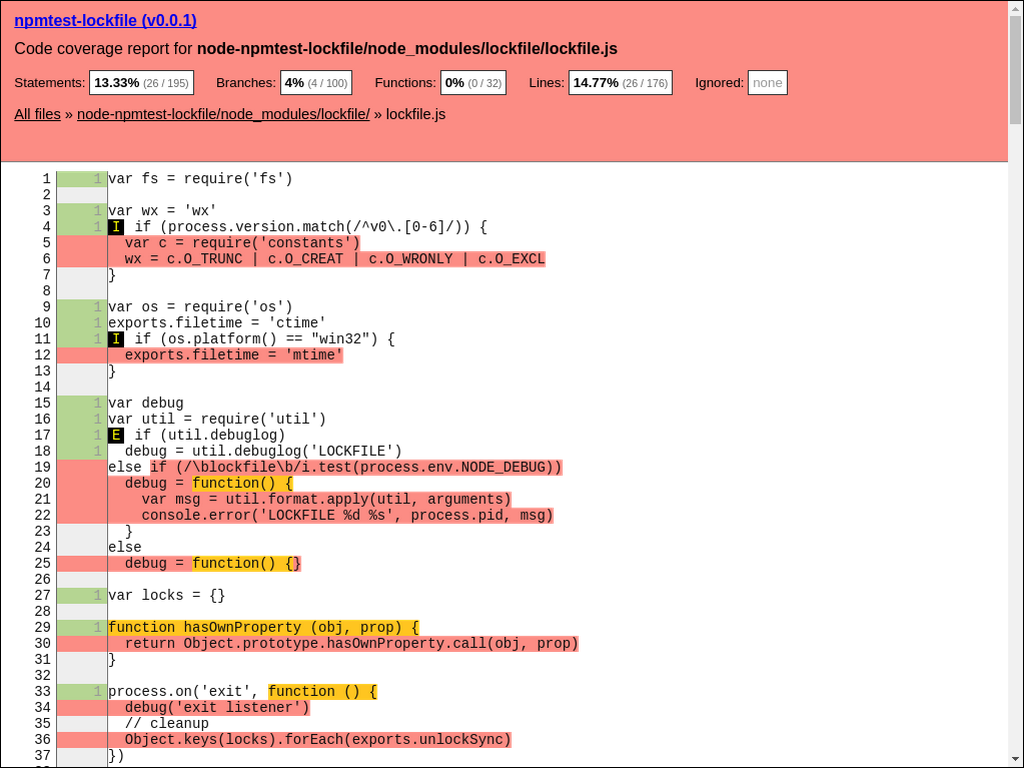 npmtest-lockfile (v0.0.1)
Code coverage report for node-npmtest-lockfile/node_modules/lockfile/lockfile.js
Statements: 13.33% (26 / 195) Branches: 4% (4 / 100) Functions: 0% (0 / 32) Lines: 14.77% (26 / 176) Ignored: none
All files » node-npmtest-lockfile/node_modules/lockfile/ » lockfile.js
1 1 var fs = require('fs')
2
3 1 var wx = 'wx'
4 1 I if (process.version.match(/^v0\.[0-6]/)) {
5 var c = require('constants')
6 wx = c.O_TRUNC | c.O_CREAT | c.O_WRONLY | c.O_EXCL
7 }
8
9 1 var os = require('os')
10 1 exports.filetime = 'ctime'
11 1 I if (os.platform() == "win32") {
12 exports.filetime = 'mtime'
13 }
14
15 1 var debug
16 1 var util = require('util')
17 1 E if (util.debuglog)
18 1 debug = util.debuglog('LOCKFILE')
19 else if (/\blockfile\b/i.test(process.env.NODE_DEBUG))
20 debug = function() {
21 var msg = util.format.apply(util, arguments)
22 console.error('LOCKFILE %d %s', process.pid, msg)
23 }
24 else
25 debug = function() {}
26
27 1 var locks = {}
28
29 1 function hasOwnProperty (obj, prop) {
30 return Object.prototype.hasOwnProperty.call(obj, prop)
31 }
32
33 1 process.on('exit', function () {
34 debug('exit listener')
35 // cleanup
36 Object.keys(locks).forEach(exports.unlockSync)
37 })